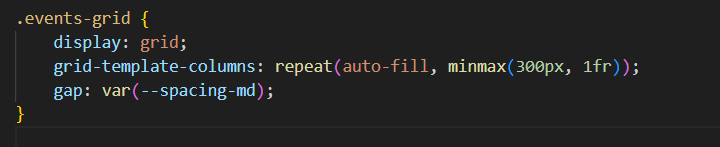 .events-grid {
    display: grid;
    grid-template-columns: repeat(auto-fill, minmax(300px, 1fr));
    gap: var(--spacing-md);
}